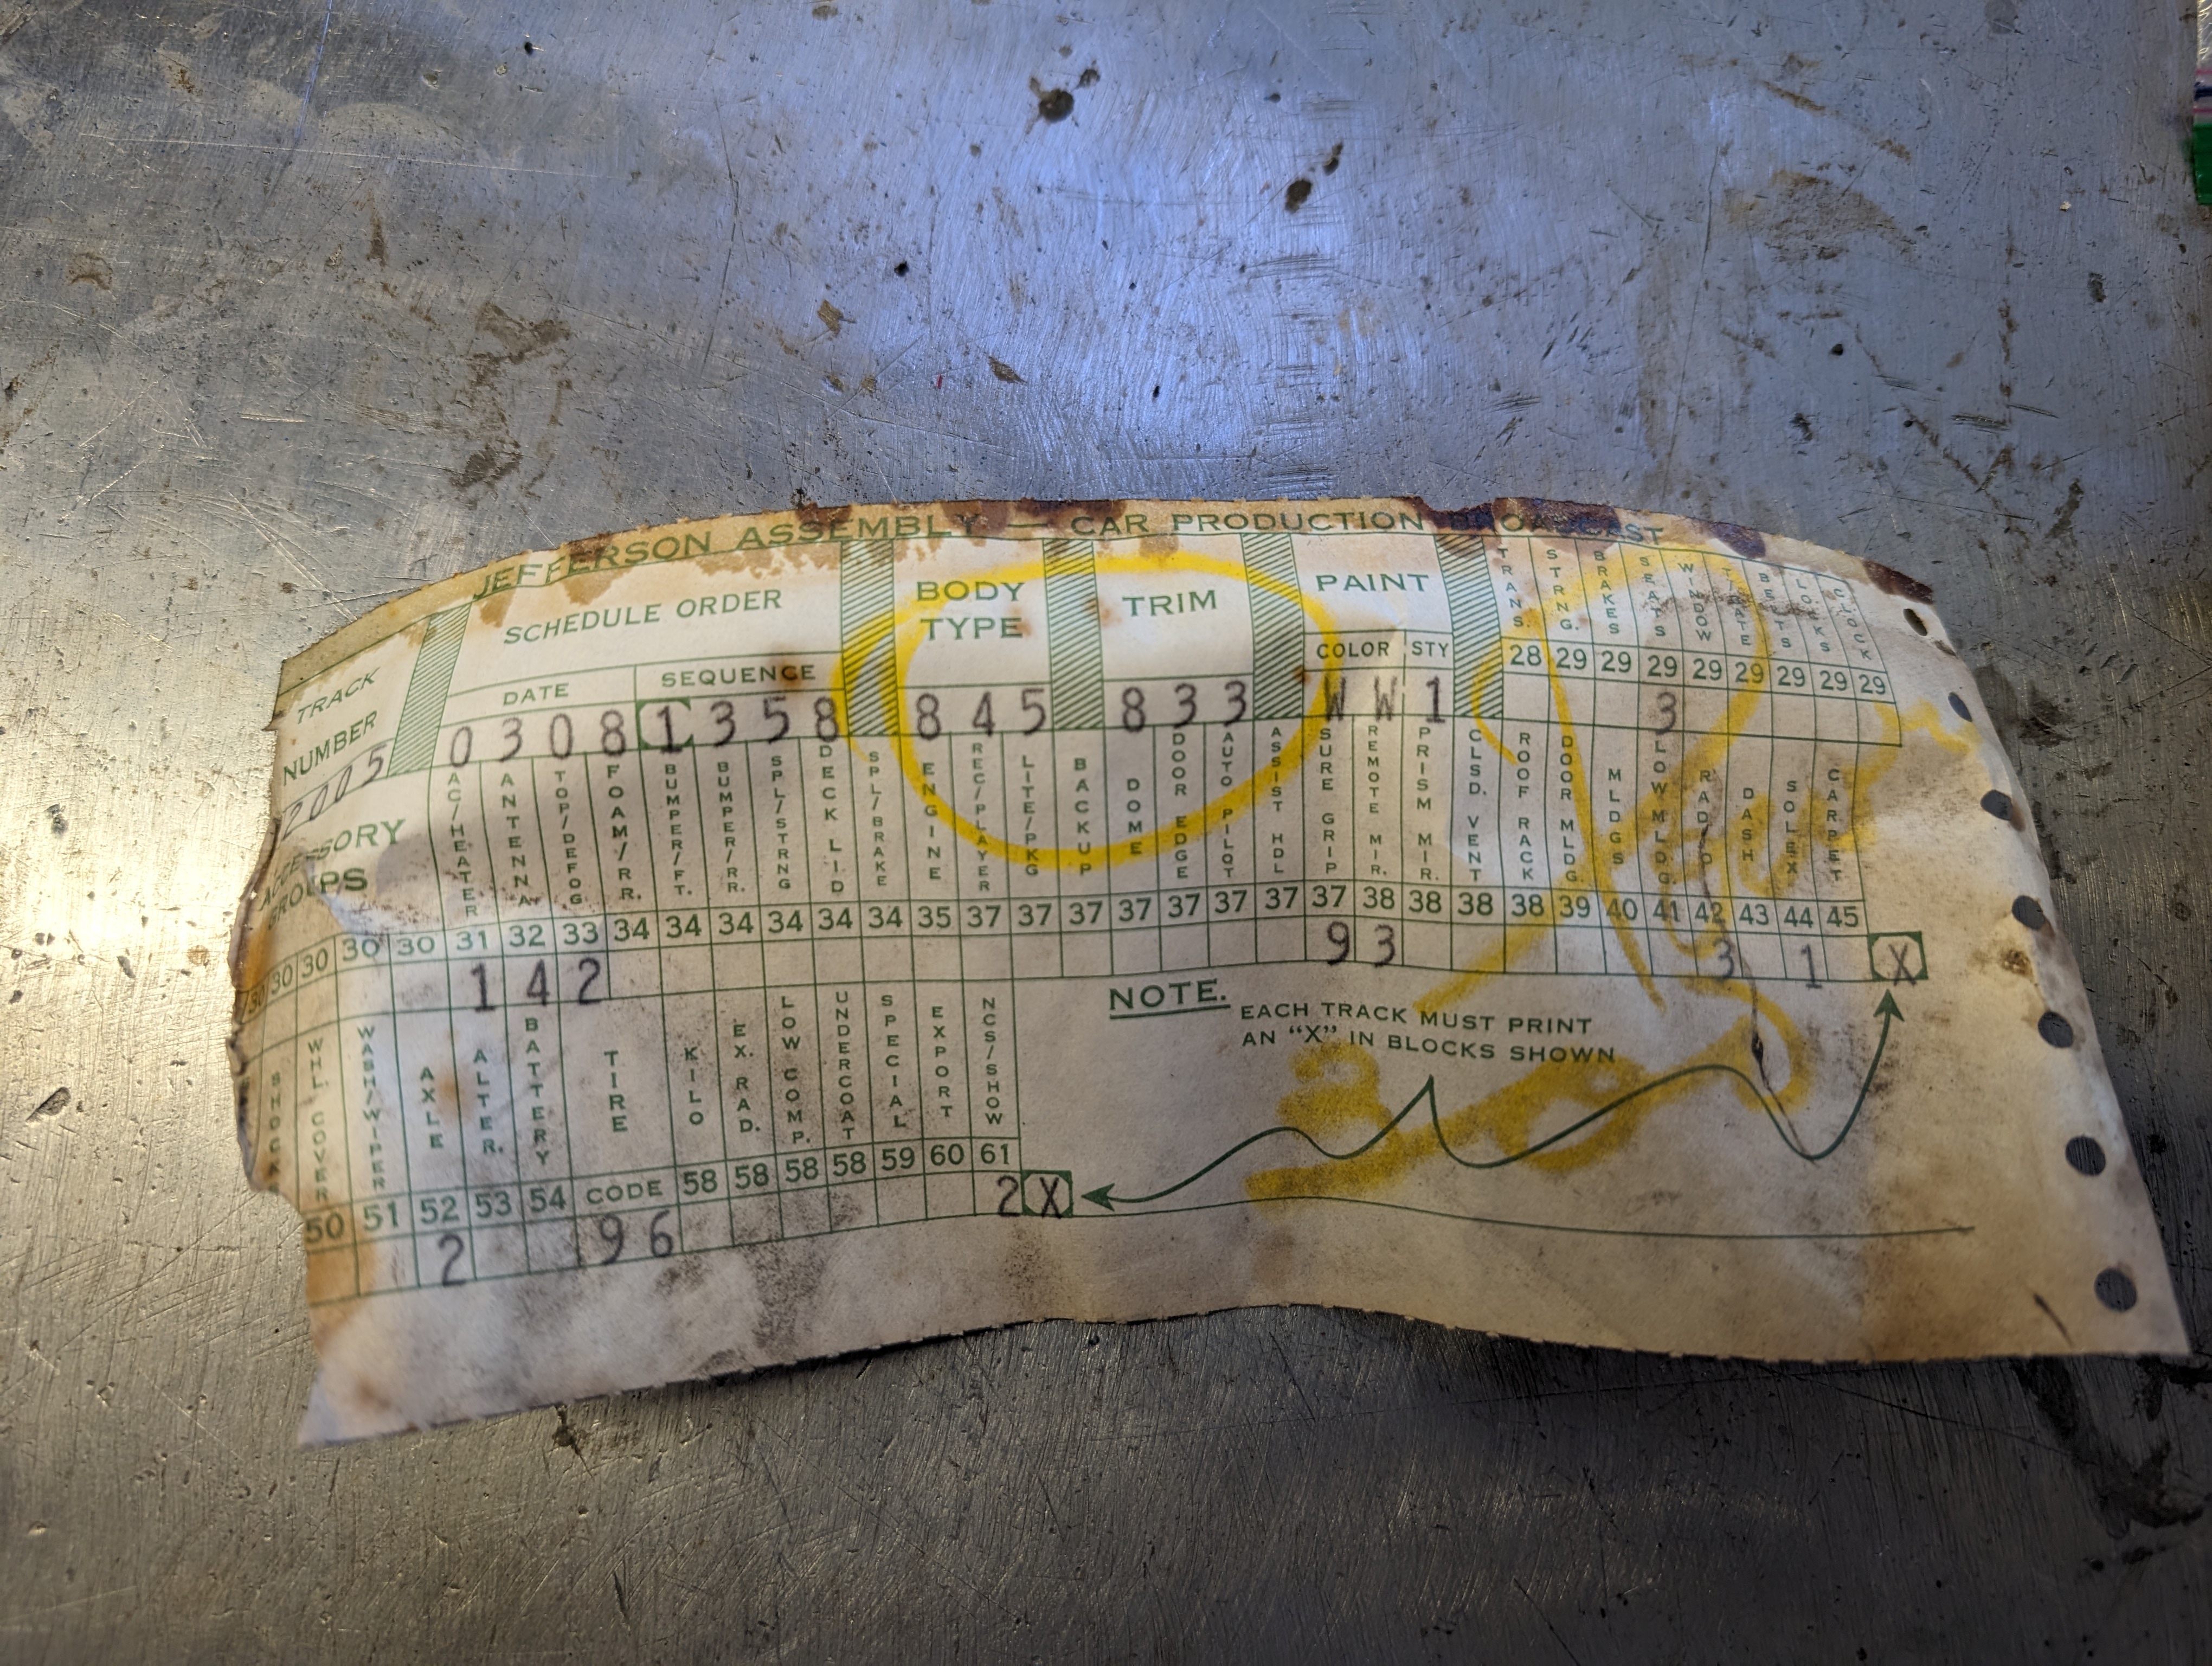 JEFFERSON ASSEMBLY — CAR PRODUCTION BROADCAST
TRACK NUMBER
SCHEDULE ORDER
BODY TYPE
TRIM
PAINT
TRANS. STRNG. BRAKES SEATS WINDOW BELTS LOCKS CLOCK
DATE SEQUENCE COLOR STY
28 29 29 29 29 29 29 29 29
2005 0308 1358 845 833 WW 1 3
ACCESSORY GROUPS
AC/HEATER ANTENNA TOP/DEFOG FOAM/RR. BUMPER/FT. BUMPER/RR. SPL/STRNG DECK LID SPL/BRAKE ENGINE REC/PLAYER LITE/PKG BACKUP DOME DOOR EDGE AUTO PILOT ASSIST HDL SURE GRIP REMOTE MIR. PRISM MIR. CLSD. VENT ROOF RACK DOOR MLDG. MLDGS LOW MLDG. RADIO DASH SOLEX CARPET
30 30 30 30 30 31 32 33 34 34 34 34 34 34 35 37 37 37 37 37 37 37 37 38 38 38 38 39 40 41 42 43 44 45
1 4 2 9 3 3 1 X
SHOCK WHL. COVER WASH/WIPER AXLE ALTER. BATTERY TIRE KILO EX. RAD. LOW COMP. UNDERCOAT SPECIAL EXPORT NCS/SHOW
50 51 52 53 54 CODE 58 58 58 58 59 60 61
2 96 2 X
NOTE. EACH TRACK MUST PRINT
AN “X” IN BLOCKS SHOWN